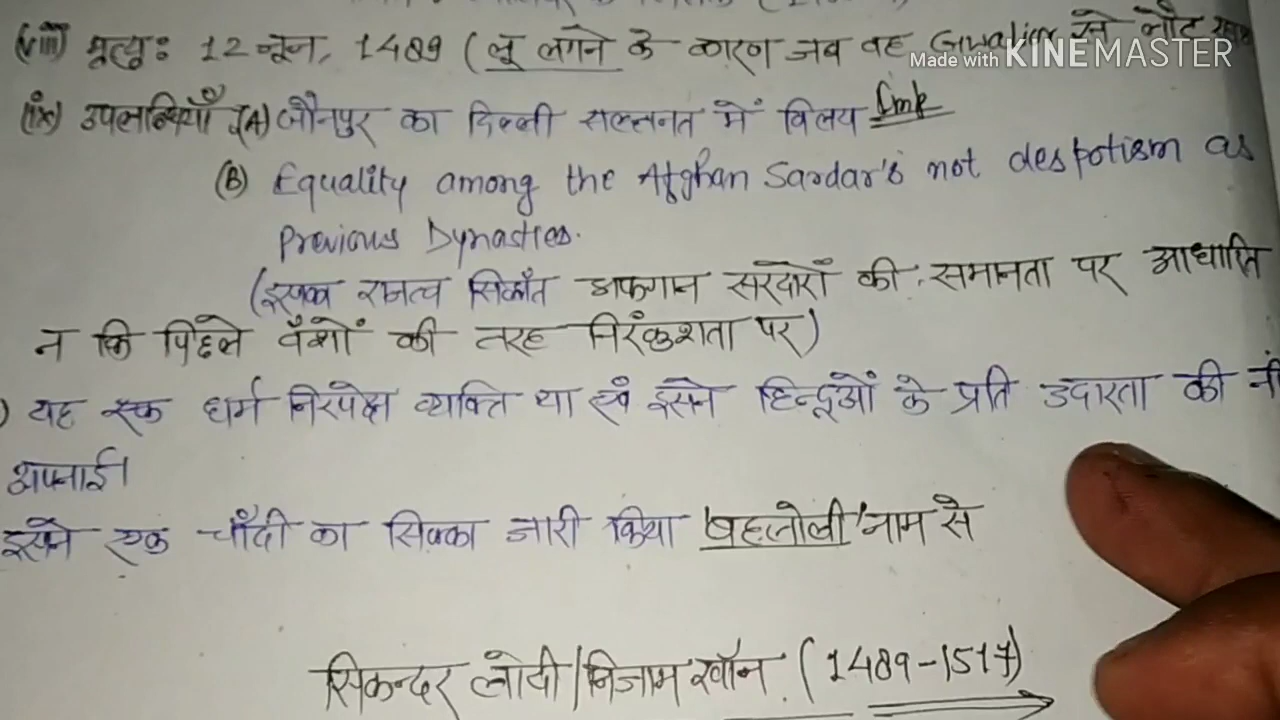 (viii) मृत्यु: 12 जून, 1489 (लू लगने के कारण जब वह Gwalior से लौट रहा
Made with KINEMASTER
(ix) उपलब्धियाँ :(A) जौनपुर का दिल्ली सल्तनत में विलय Imp
(B) Equality among the Afghan Sardar's not despotism as
Previous Dynasties.
(इसका राजत्व सिद्धांत अफगान सरदारों की समानता पर आधारित
न कि पिछले वंशों की तरह निरंकुशता पर)
) यह एक धर्म निरपेक्ष व्यक्ति था एवं इसने हिन्दूओं के प्रति उदारता की नी
अपनाई।
इसने एक चाँदी का सिक्का जारी किया 'बहलोली' नाम से
सिकन्दर लोदी/निजाम खाँन (1489-1517)